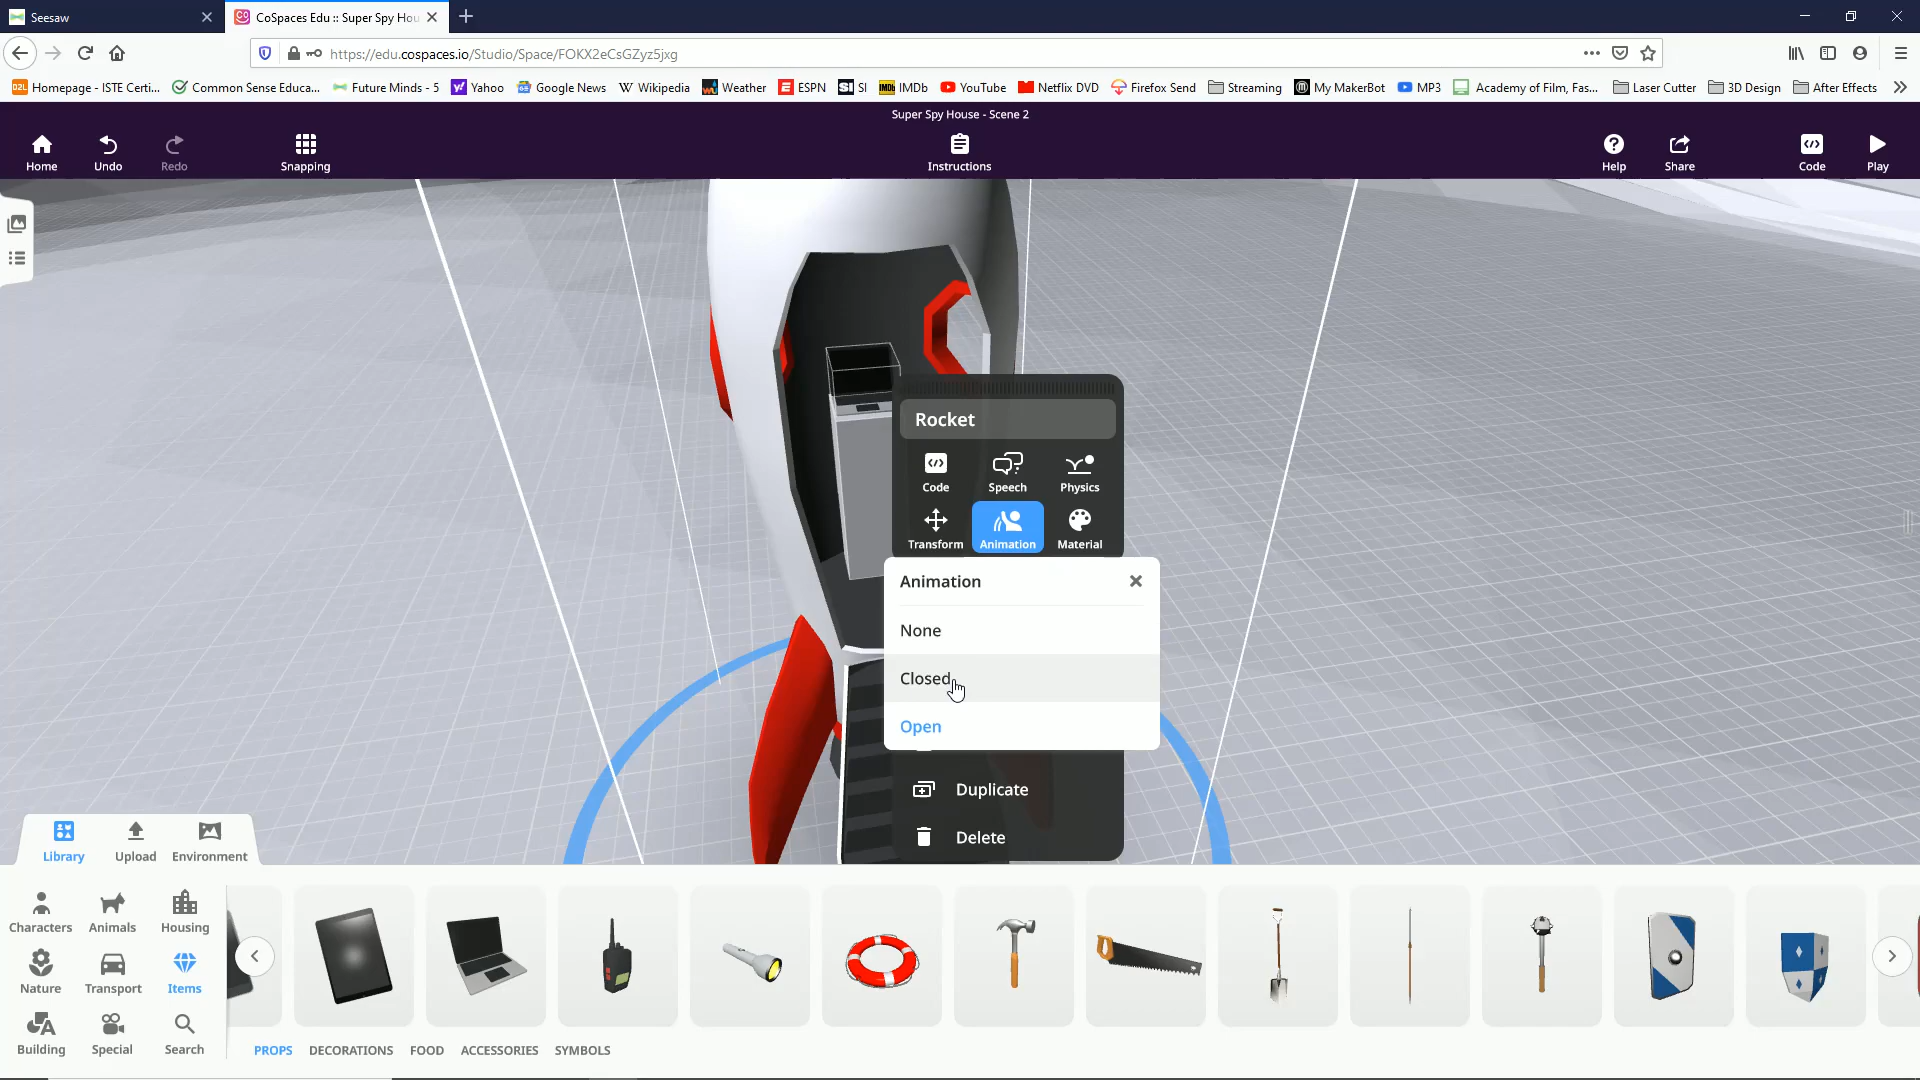 Seesaw
CoSpaces Edu :: Super Spy Hou
https://edu.cospaces.io/Studio/Space/FOKX2eCsGZyz5jxg
Homepage - ISTE Certi...
Common Sense Educa...
Future Minds - 5
Yahoo
Google News
Wikipedia
Weather
ESPN
SI
IMDb
YouTube
Netflix DVD
Firefox Send
Streaming
My MakerBot
MP3
Academy of Film, Fas...
Laser Cutter
3D Design
After Effects
Super Spy House - Scene 2
Home
Undo
Redo
Snapping
Instructions
Help
Share
Code
Play
Rocket
Code
Speech
Physics
Transform
Animation
Material
Animation
None
Closed
Open
Duplicate
Delete
Library
Upload
Environment
Characters
Animals
Housing
Nature
Transport
Items
Building
Special
Search
PROPS
DECORATIONS
FOOD
ACCESSORIES
SYMBOLS